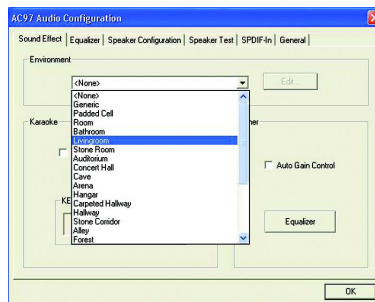 AC97 Audio Configuration
Sound Effect | Equalizer | Speaker Configuration | Speaker Test | SPDIF-In | General
Environment
<None>
Edit...
<None>
Generic
Padded Cell
Room
Bathroom
Livingroom
Stone Room
Auditorium
Concert Hall
Cave
Arena
Hangar
Carpeted Hallway
Hallway
Stone Corridor
Alley
Forest
Karaoke
KE
Auto Gain Control
Equalizer
OK